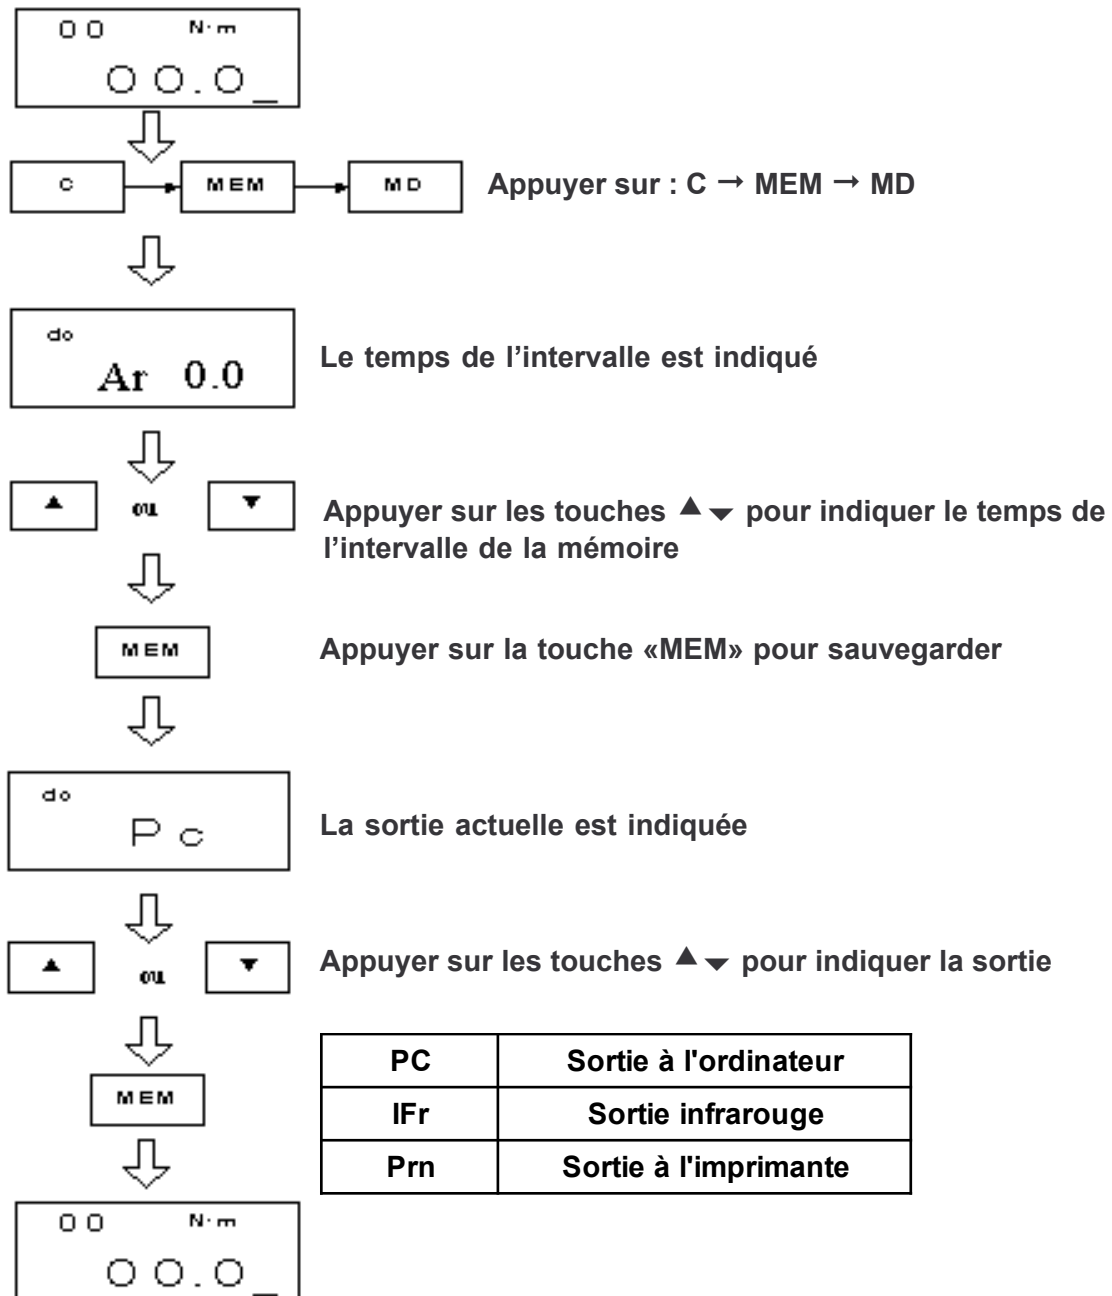 00 N·m
00.0_
C MEM MD Appuyer sur : C → MEM → MD
do
Ar 0.0
Le temps de l’intervalle est indiqué
▲ ou ▼
Appuyer sur les touches ▲▼ pour indiquer le temps de
l’intervalle de la mémoire
MEM Appuyer sur la touche «MEM» pour sauvegarder
do
Pc
La sortie actuelle est indiquée
▲ ou ▼ Appuyer sur les touches ▲▼ pour indiquer la sortie
PC Sortie à l'ordinateur
MEM
IFr Sortie infrarouge
Prn Sortie à l'imprimante
00 N·m
00.0_